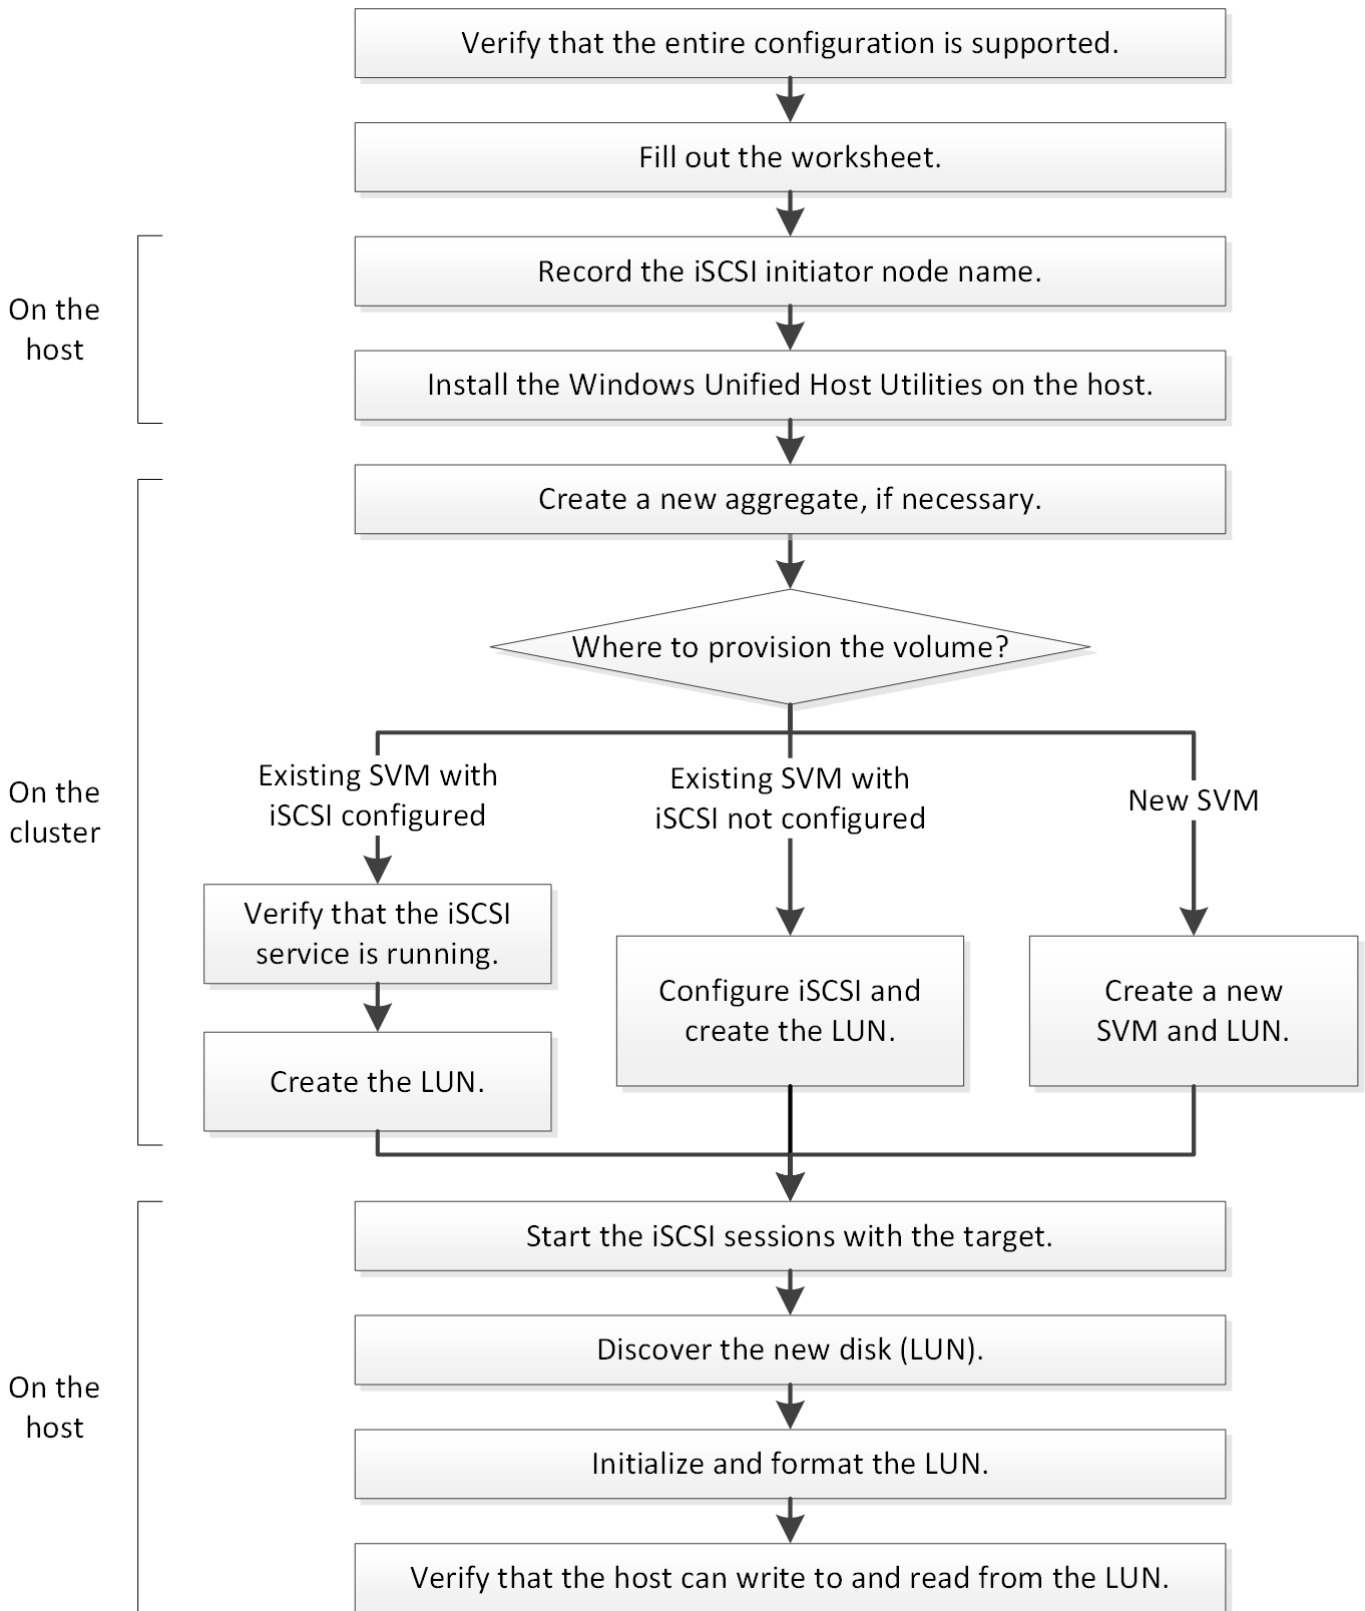 Verify that the entire configuration is supported.
Fill out the worksheet.
On the
host
Record the iSCSI initiator node name.
Install the Windows Unified Host Utilities on the host.
On the
cluster
Create a new aggregate, if necessary.
Where to provision the volume?
Existing SVM with
iSCSI configured
Existing SVM with
iSCSI not configured
New SVM
Verify that the iSCSI
service is running.
Create the LUN.
Configure iSCSI and
create the LUN.
Create a new
SVM and LUN.
On the
host
Start the iSCSI sessions with the target.
Discover the new disk (LUN).
Initialize and format the LUN.
Verify that the host can write to and read from the LUN.